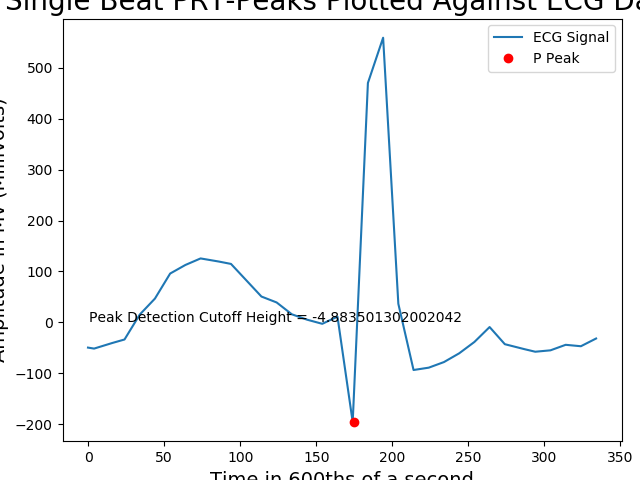 Single Beat PRT-Peaks Plotted Against ECG Da
ECG Signal
P Peak
Amplitude in MV (Millivolts)
500
400
300
200
100
0
−100
−200
Peak Detection Cutoff Height = -4.883501302002042
0 50 100 150 200 250 300 350
Time in 600ths of a second